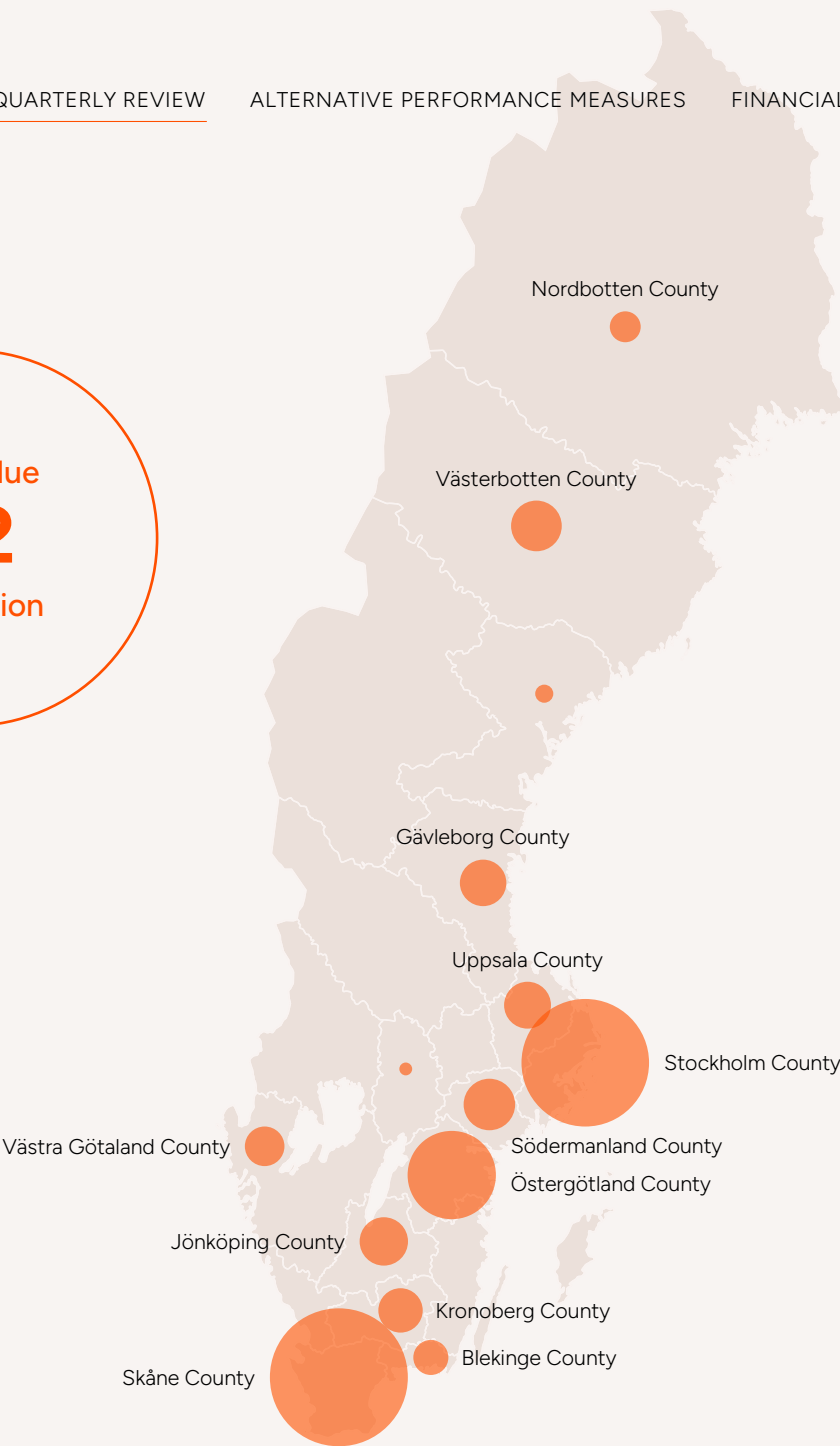 QUARTERLY REVIEW ALTERNATIVE PERFORMANCE MEASURES FINANCIAL
Nordbotten County
lue
2
Västerbotten County
ion
Gävleborg County
Uppsala County
Stockholm County
Södermanland County
Västra Götaland County
Östergötland County
Jönköping County
Kronoberg County
Blekinge County
Skåne County